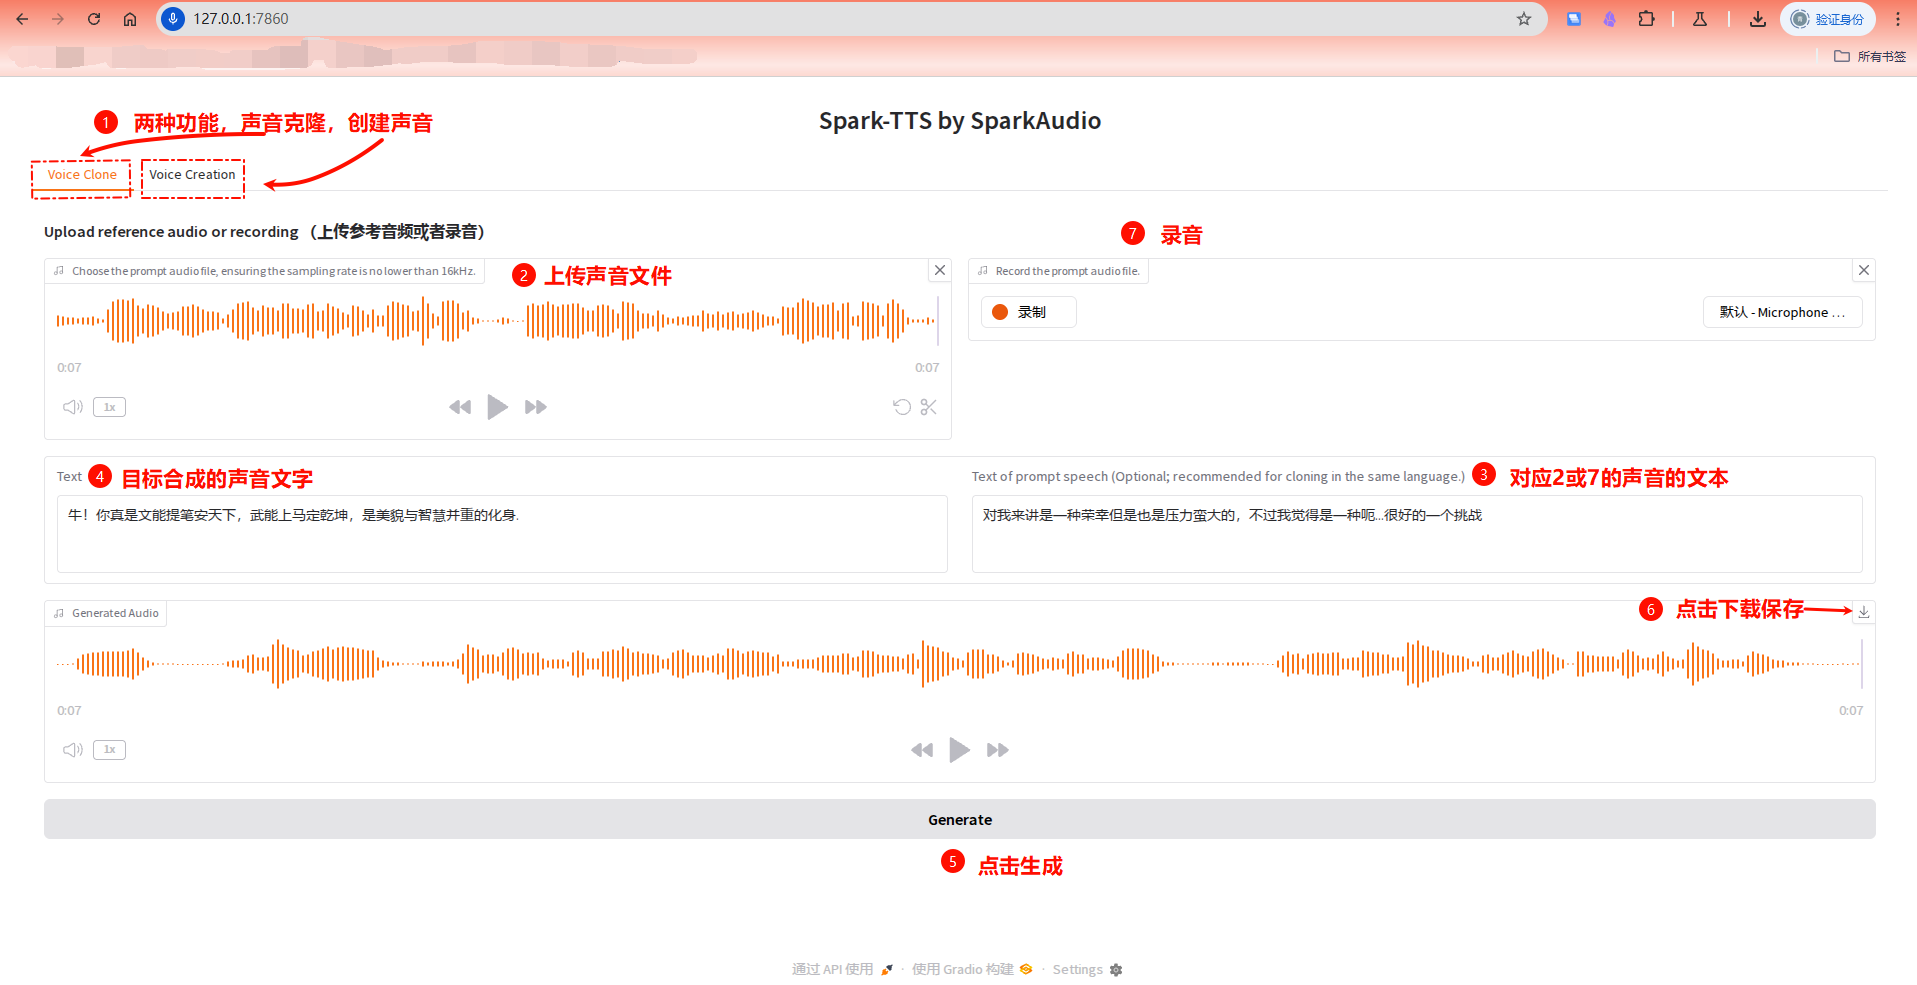 127.0.0.1:7860
验证身份
所有书签
1 两种功能，声音克隆，创建声音
Spark-TTS by SparkAudio
Voice Clone
Voice Creation
Upload reference audio or recording （上传参考音频或者录音）
7 录音
Choose the prompt audio file, ensuring the sampling rate is no lower than 16kHz.
2 上传声音文件
Record the prompt audio file.
录制
默认 - Microphone ...
0:07
0:07
1x
Text
4 目标合成的声音文字
Text of prompt speech (Optional; recommended for cloning in the same language.)
3 对应2或7的声音的文本
牛！你真是文能提笔安天下，武能上马定乾坤，是美貌与智慧并重的化身.
对我来讲是一种荣幸但是也是压力蛮大的，不过我觉得是一种呃...很好的一个挑战
Generated Audio
6 点击下载保存
0:07
0:07
1x
Generate
5 点击生成
通过 API 使用 · 使用 Gradio 构建 · Settings